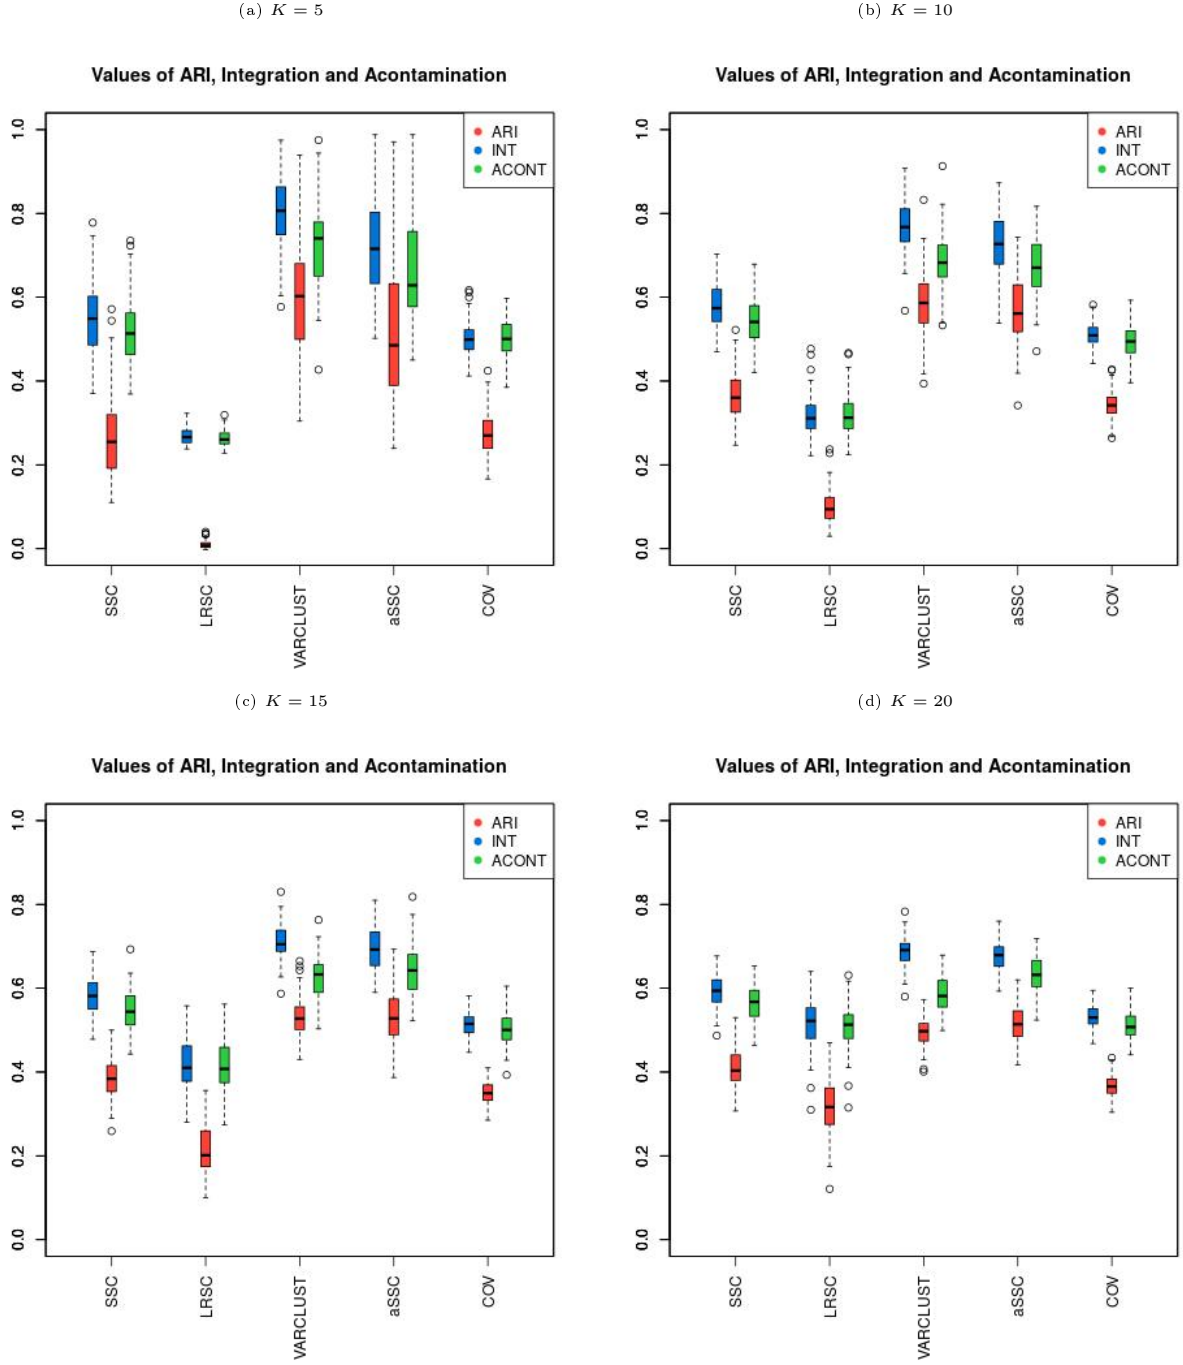 (a) K = 5
Values of ARI, Integration and Acontamination
ARI
INT
ACONT
1.0
0.8
0.6
0.4
0.2
0.0
SSC
LRSC
VARCLUST
aSSC
COV
(b) K = 10
Values of ARI, Integration and Acontamination
ARI
INT
ACONT
1.0
0.8
0.6
0.4
0.2
0.0
SSC
LRSC
VARCLUST
aSSC
COV
(c) K = 15
Values of ARI, Integration and Acontamination
ARI
INT
ACONT
1.0
0.8
0.6
0.4
0.2
0.0
SSC
LRSC
VARCLUST
aSSC
COV
(d) K = 20
Values of ARI, Integration and Acontamination
ARI
INT
ACONT
1.0
0.8
0.6
0.4
0.2
0.0
SSC
LRSC
VARCLUST
aSSC
COV